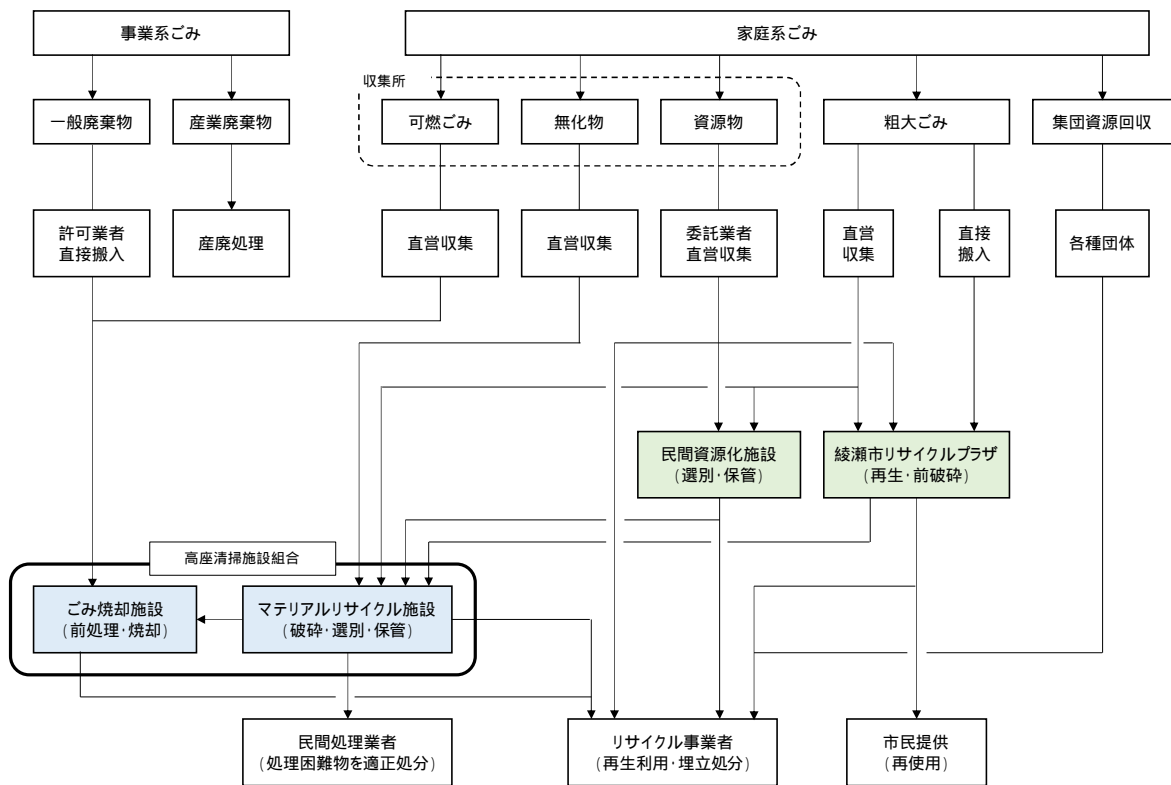 事業系ごみ
家庭系ごみ
収集所
一般廃棄物
産業廃棄物
可燃ごみ
無化物
資源物
粗大ごみ
集団資源回収
許可業者
直接搬入
産廃処理
直営収集
直営収集
委託業者
直営収集
直営
収集
直接
搬入
各種団体
民間資源化施設
(選別・保管)
綾瀬市リサイクルプラザ
(再生・前破砕)
高座清掃施設組合
ごみ焼却施設
(前処理・焼却)
マテリアルリサイクル施設
(破砕・選別・保管)
民間処理業者
(処理困難物を適正処分)
リサイクル事業者
(再生利用・埋立処分)
市民提供
(再使用)